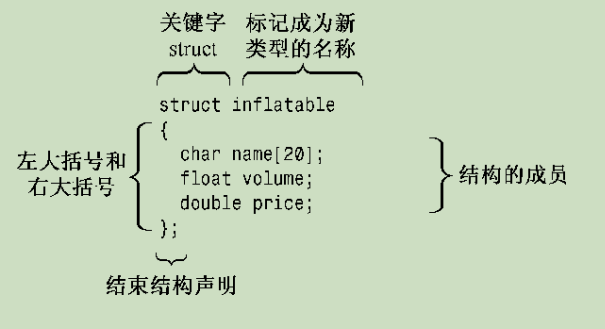 关键字
struct
标记成为新
类型的名称
struct inflatable
{
char name[20];
float volume;
double price;
};
左大括号和
右大括号
结构的成员
结束结构声明